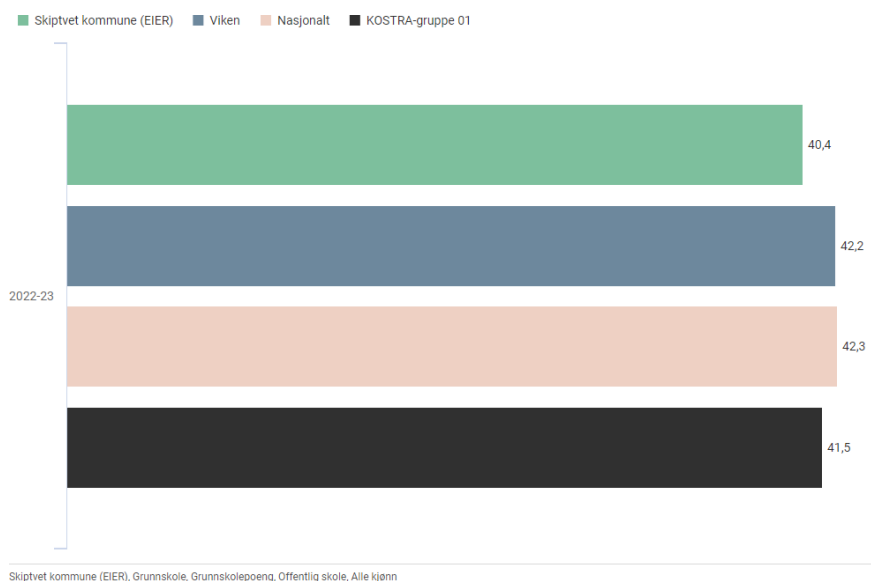 Skiptvet kommune (EIER) Viken Nasjonalt KOSTRA-gruppe 01
40,4
42,2
2022-23
42,3
41,5
Skiptvet kommune (EIER), Grunnskole, Grunnskolepoeng, Offentlig skole, Alle kjønn